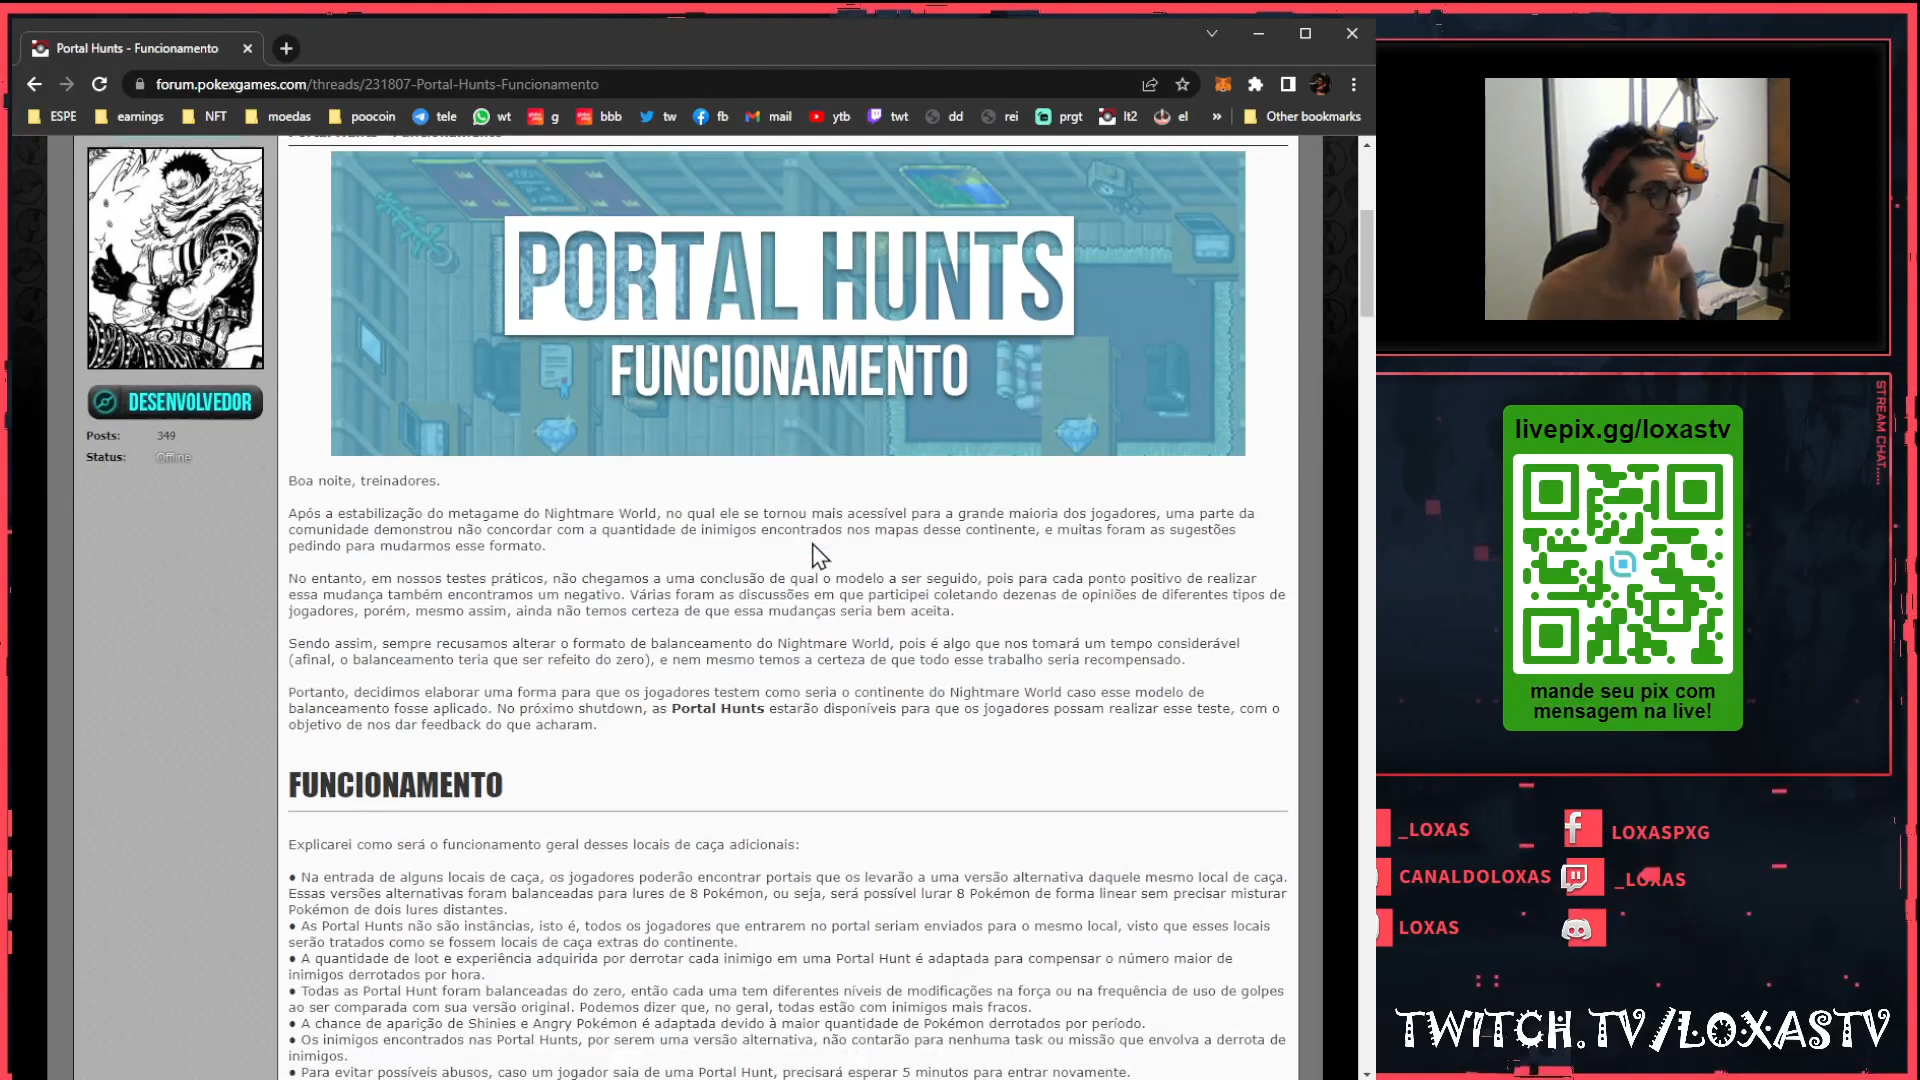 Portal Hunts - Funcionamento
forum.pokexgames.com/threads/231807-Portal-Hunts-Funcionamento
ESPE earnings NFT moedas poocoin tele wt g bbb tw fb mail ytb twt dd rei prgt lt2 el » Other bookmarks
PORTAL HUNTS
FUNCIONAMENTO
DESENVOLVEDOR
Posts: 349
Status: Offline
Boa noite, treinadores.
Após a estabilização do metagame do Nightmare World, no qual ele se tornou mais acessível para a grande maioria dos jogadores, uma parte da
comunidade demonstrou não concordar com a quantidade de inimigos encontrados nos mapas desse continente, e muitas foram as sugestões
pedindo para mudarmos esse formato.
No entanto, em nossos testes práticos, não chegamos a uma conclusão de qual o modelo a ser seguido, pois para cada ponto positivo de realizar
essa mudança também encontramos um negativo. Várias foram as discussões em que participei coletando dezenas de opiniões de diferentes tipos de
jogadores, porém, mesmo assim, ainda não temos certeza de que essa mudanças seria bem aceita.
Sendo assim, sempre recusamos alterar o formato de balanceamento do Nightmare World, pois é algo que nos tomará um tempo considerável
(afinal, o balanceamento teria que ser refeito do zero), e nem mesmo temos a certeza de que todo esse trabalho seria recompensado.
Portanto, decidimos elaborar uma forma para que os jogadores testem como seria o continente do Nightmare World caso esse modelo de
balanceamento fosse aplicado. No próximo shutdown, as Portal Hunts estarão disponíveis para que os jogadores possam realizar esse teste, com o
objetivo de nos dar feedback do que acharam.
FUNCIONAMENTO
Explicarei como será o funcionamento geral desses locais de caça adicionais:
● Na entrada de alguns locais de caça, os jogadores poderão encontrar portais que os levarão a uma versão alternativa daquele mesmo local de caça.
Essas versões alternativas foram balanceadas para lures de 8 Pokémon, ou seja, será possível lurar 8 Pokémon de forma linear sem precisar misturar
Pokémon de dois lures distantes.
● As Portal Hunts não são instâncias, isto é, todos os jogadores que entrarem no portal seriam enviados para o mesmo local, visto que esses locais
serão tratados como se fossem locais de caça extras do continente.
● A quantidade de loot e experiência adquirida por derrotar cada inimigo em uma Portal Hunt é adaptada para compensar o número maior de
inimigos derrotados por hora.
● Todas as Portal Hunt foram balanceadas do zero, então cada uma tem diferentes níveis de modificações na força ou na frequência de uso de golpes
ao ser comparada com sua versão original. Podemos dizer que, no geral, todas estão com inimigos mais fracos.
● A chance de aparição de Shinies e Angry Pokémon é adaptada devido à maior quantidade de Pokémon derrotados por período.
● Os inimigos encontrados nas Portal Hunts, por serem uma versão alternativa, não contarão para nenhuma task ou missão que envolva a derrota de
inimigos.
● Para evitar possíveis abusos, caso um jogador saia de uma Portal Hunt, precisará esperar 5 minutos para entrar novamente.
STREAM CHAT.....
livepix.gg/loxastv
mande seu pix com
mensagem na live!
_LOXAS
LOXASPXG
CANALDOLOXAS
_LOXAS
LOXAS
TWITCH.TV/LOXASTV